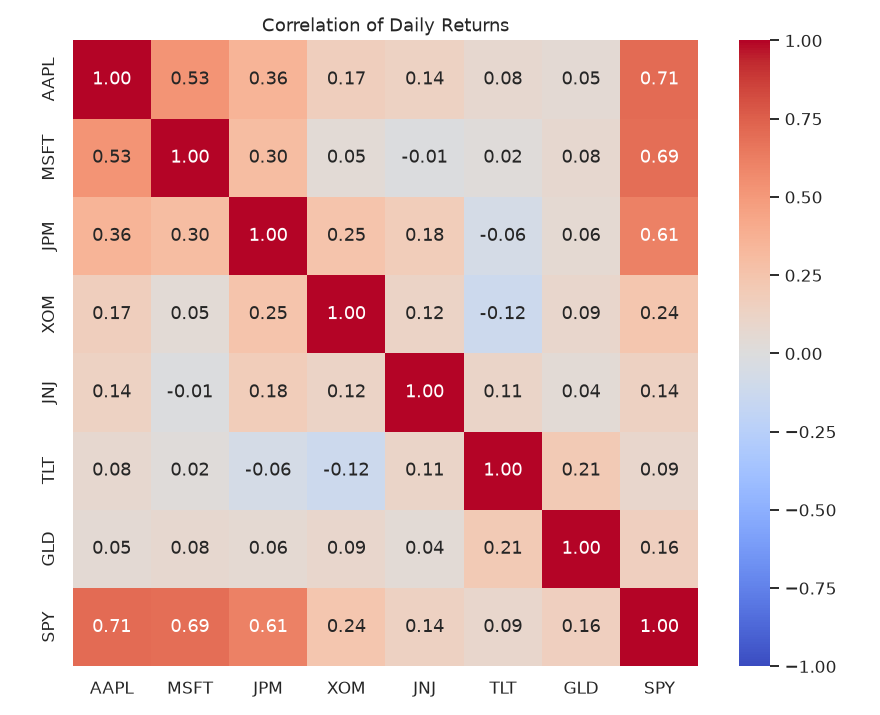 Correlation of Daily Returns
AAPL 1.00 0.53 0.36 0.17 0.14 0.08 0.05 0.71
MSFT 0.53 1.00 0.30 0.05 -0.01 0.02 0.08 0.69
JPM 0.36 0.30 1.00 0.25 0.18 -0.06 0.06 0.61
XOM 0.17 0.05 0.25 1.00 0.12 -0.12 0.09 0.24
JNJ 0.14 -0.01 0.18 0.12 1.00 0.11 0.04 0.14
TLT 0.08 0.02 -0.06 -0.12 0.11 1.00 0.21 0.09
GLD 0.05 0.08 0.06 0.09 0.04 0.21 1.00 0.16
SPY 0.71 0.69 0.61 0.24 0.14 0.09 0.16 1.00
AAPL MSFT JPM XOM JNJ TLT GLD SPY
1.00
0.75
0.50
0.25
0.00
−0.25
−0.50
−0.75
−1.00